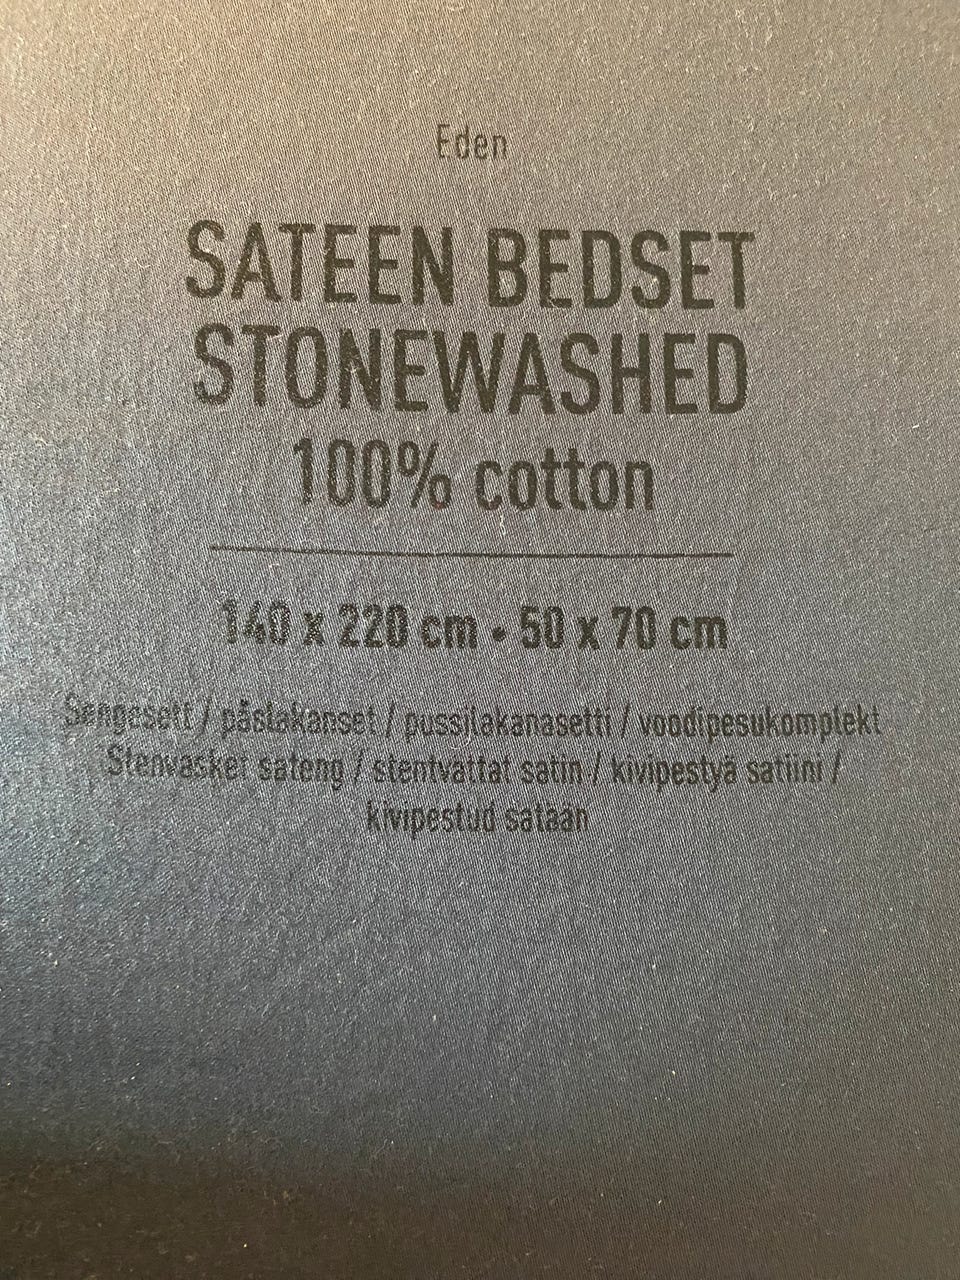 Eden
SATEEN BEDSET
STONEWASHED
100% cotton
140 x 220 cm • 50 x 70 cm
Sengesett / påslakanset / pussilakanasetti / voodipesukomplekt
Stenvasket sateng / stentvättat satin / kivipestyä satiini /
kivipestud satään